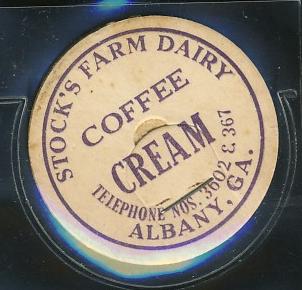 STOCK'S FARM DAIRY
COFFEE
CREAM
TELEPHONE NOS. 3602 & 367
ALBANY, GA.